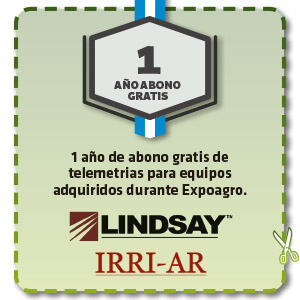 1
AÑO ABONO
GRATIS
1 año de abono gratis de
telemetrias para equipos
adquiridos durante Expoagro.
LINDSAY™
IRRI-AR